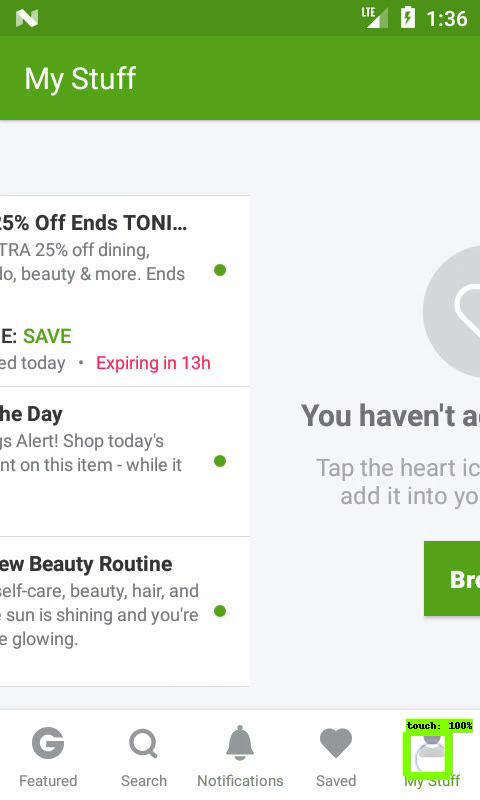 LTE 1:36
My Stuff
25% Off Ends TONI...
TRA 25% off dining,
do, beauty & more. Ends
E: SAVE
ed today • Expiring in 13h
he Day
gs Alert! Shop today's
nt on this item - while it
ew Beauty Routine
self-care, beauty, hair, and
e sun is shining and you're
e glowing.
You haven't a
Tap the heart ic
add it into yo
Bro
touch: 100%
Featured Search Notifications Saved My Stuff